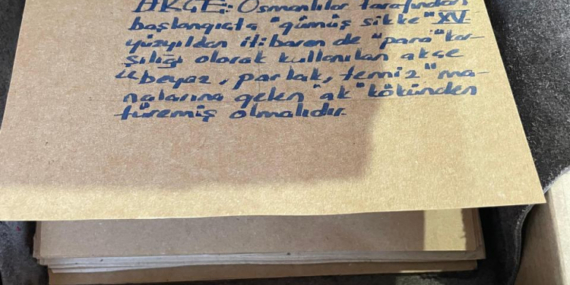 AKÇE: Osmanlılar tarafından
başlangıçta "gümüş sikke" XV.
yüzyıldan itibaren de "para" kar-
şılığı olarak kullanılan akçe
"beyaz, parlak, temiz" ma-
nalarına gelen "ak" kökünden
türemiş olmalıdır.